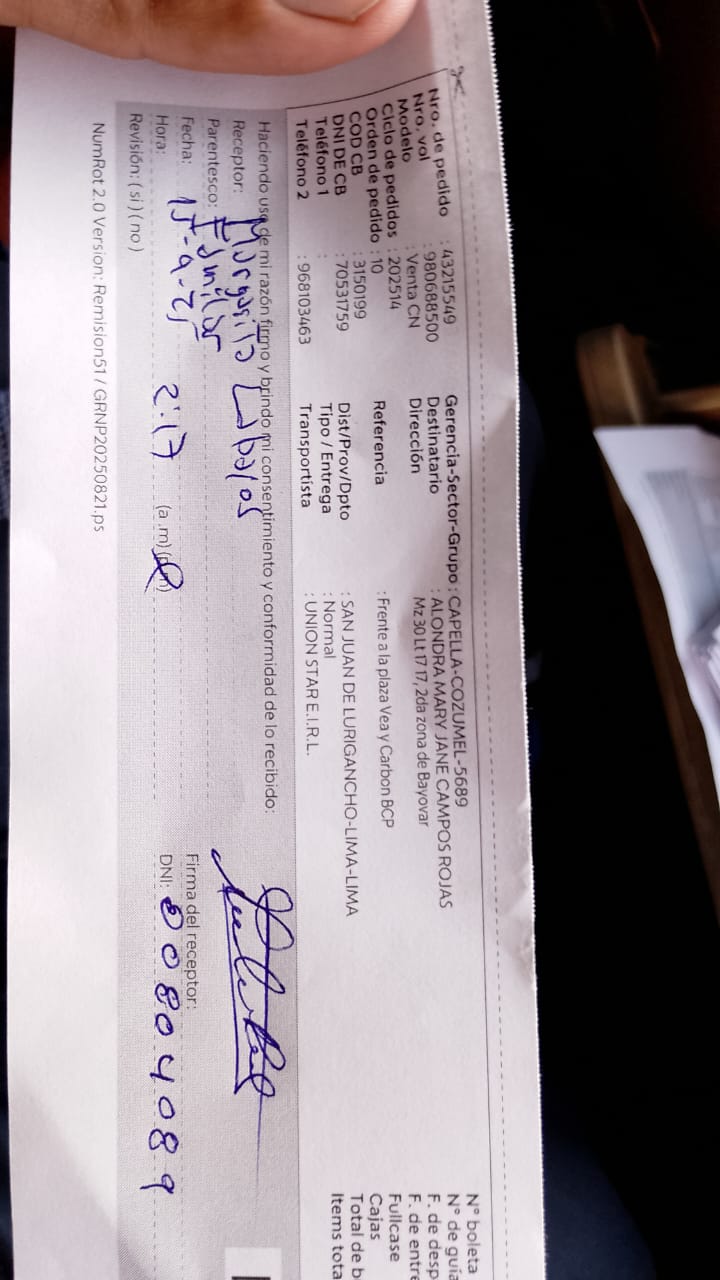 Nro. de pedido : 43215549
Nro. vol : 980688500
Modelo : Venta CN
Ciclo de pedidos : 202514
Orden de pedido : 10
COD CB : 3150199
DNI DE CB : 70531759
Teléfono 1 :
Teléfono 2 : 968103463
Gerencia-Sector-Grupo : CAPELLA-COZUMEL-5689
Destinatario : ALONDRA MARY JANE CAMPOS ROJAS
Dirección Mz 30 Lt 17 17, 2da zona de Bayovar
Referencia : Frente a la plaza Vea y Carbon BCP
Dist/Prov/Dpto : SAN JUAN DE LURIGANCHO-LIMA-LIMA
Tipo / Entrega : Normal
Transportista : UNION STAR E.I.R.L.
N° boleta
N° de guía
F. de desp
F. de entre
Fullcase
Cajas
Total de b
Items tota
Haciendo uso de mi razón firmo y brindo mi consentimiento y conformidad de lo recibido:
Receptor: Margarita Labajos
Parentesco: Familiar
Fecha: 15-9-25
Hora: 2:17 (a.m) (p.m)
Revisión: ( si ) ( no )
Firma del receptor:
DNI: 00804089
NumRot 2.0 Version: Remision51 / GRNP20250821.ps